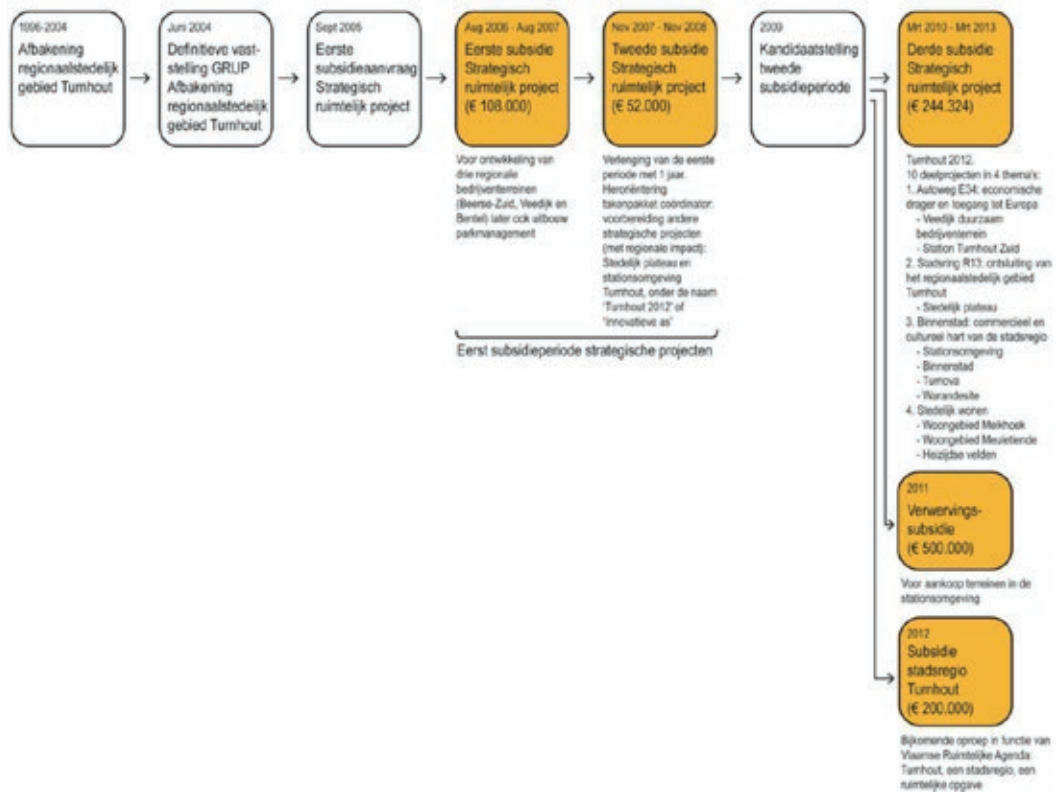 1996-2004
Afbakening
regionaalstedelijk
gebied Turnhout
Juni 2004
Definitieve vast-
stelling GRUP
Afbakening
regionaalstedelijk
gebied Turnhout
Sept 2005
Eerste
subsidieaanvraag
Strategisch
ruimtelijk project
Aug 2006 - Aug 2007
Eerste subsidie
Strategisch
ruimtelijk project
(€ 108.000)
Voor ontwikkeling van
drie regionale
bedrijventerreinen
(Beerse-Zuid, Veedijk en
Bentel) later ook uitbouw
parkmanagement
Nov 2007 - Nov 2008
Tweede subsidie
Strategisch
ruimtelijk project
(€ 52.000)
Verlenging van de eerste
periode met 1 jaar.
Heroriëntering
takenpakket coördinator:
voorbereiding andere
strategische projecten
(met regionale impact):
Stedelijk plateau en
stationsomgeving
Turnhout, onder de naam
'Turnhout 2012' of
'innovatieve as'
Eerst subsidieperiode strategische projecten
2009
Kandidaatstelling
tweede
subsidieperiode
Mrt 2010 - Mrt 2013
Derde subsidie
Strategisch
ruimtelijk project
(€ 244.324)
Turnhout 2012.
10 deelprojecten in 4 thema's:
1. Autoweg E34: economische
drager en toegang tot Europa
- Veedijk duurzaam
bedrijventerrein
- Station Turnhout Zuid
2. Stadsring R13: ontsluiting van
het regionaalstedelijk gebied
Turnhout
- Stedelijk plateau
3. Binnenstad: commercieel en
cultureel hart van de stadsregio
- Stationsomgeving
- Binnenstad
- Turnova
- Warandesite
4. Stedelijk wonen
- Woongebied Melkhoek
- Woongebied Meuletiende
- Heizijdse velden
2011
Verwervings-
subsidie
(€ 500.000)
Voor aankoop terreinen in de
stationsomgeving
2012
Subsidie
stadsregio
Turnhout
(€ 200.000)
Bijkomende oproep in functie van
Vlaamse Ruimtelijke Agenda:
Turnhout, een stadsregio, een
ruimtelijke opgave